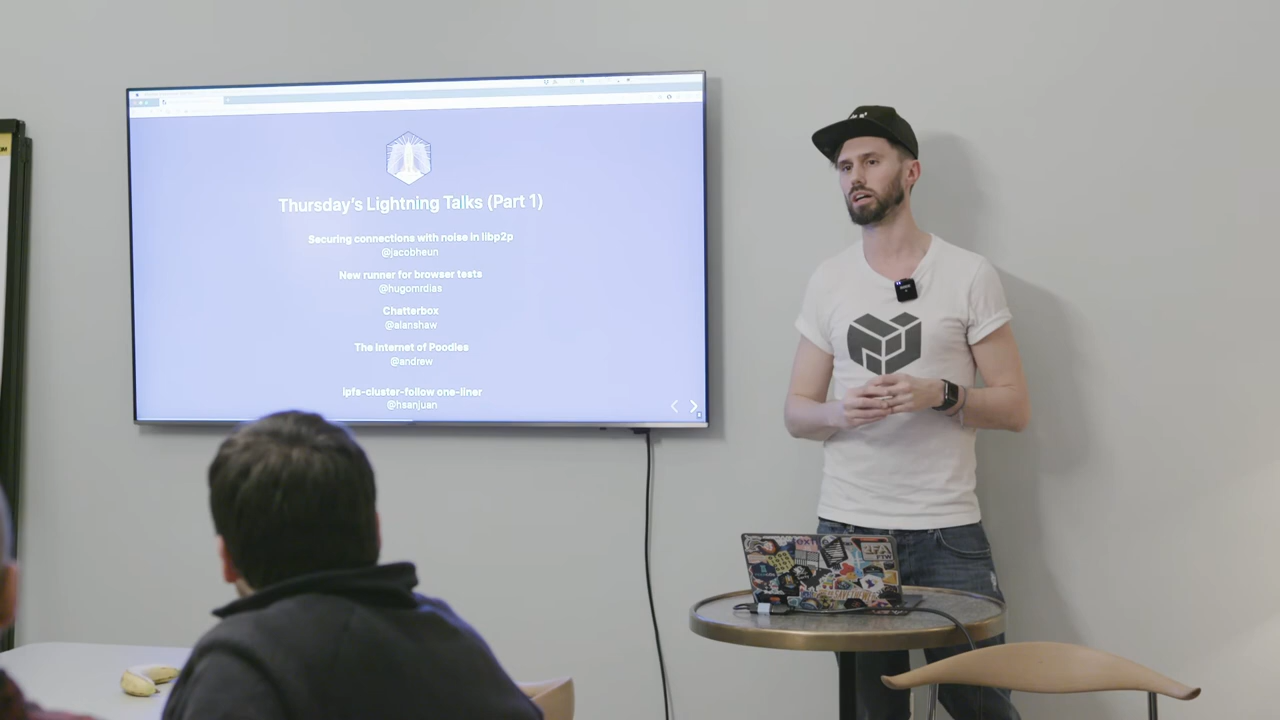 Thursday's Lightning Talks (Part 1)
Securing connections with noise in libp2p
@jacobheun
New runner for browser tests
@hugomrdias
Chatterbox
@alanshaw
The Internet of Poodles
@andrew
ipfs-cluster-follow one-liner
@hsanjuan